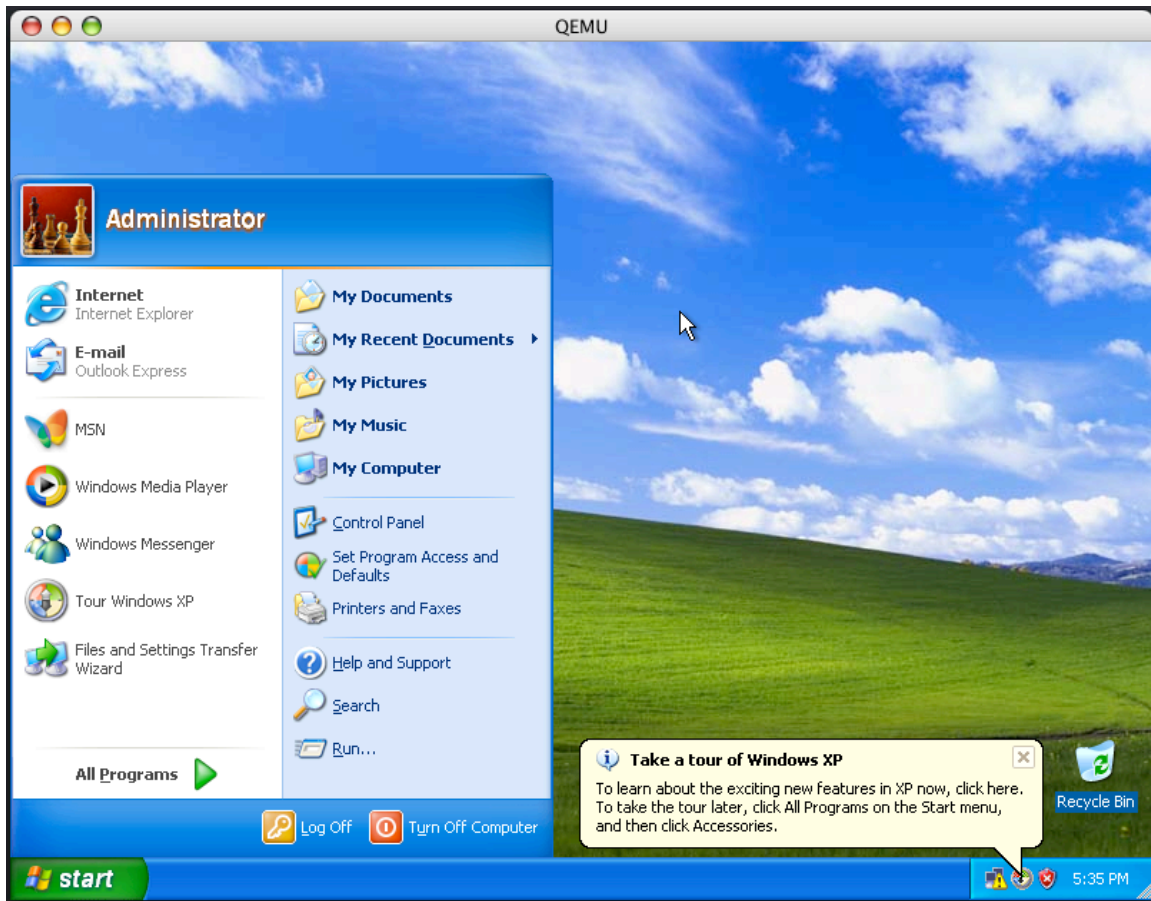 QEMU
Administrator
Internet
Internet Explorer
E-mail
Outlook Express
MSN
Windows Media Player
Windows Messenger
Tour Windows XP
Files and Settings Transfer
Wizard
All Programs
My Documents
My Recent Documents
My Pictures
My Music
My Computer
Control Panel
Set Program Access and
Defaults
Printers and Faxes
Help and Support
Search
Run...
Log Off
Turn Off Computer
Take a tour of Windows XP
To learn about the exciting new features in XP now, click here.
To take the tour later, click All Programs on the Start menu,
and then click Accessories.
Recycle Bin
start
5:35 PM